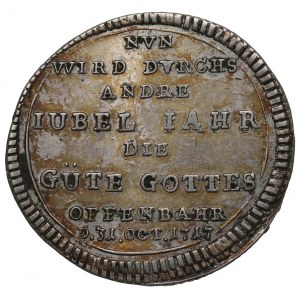 NVN
WIRD DVRCHS
ANDRE
IUBEL IAHR
DIE
GÜTE GOTTES
OFFENBAHR
D.31.OCT.1717